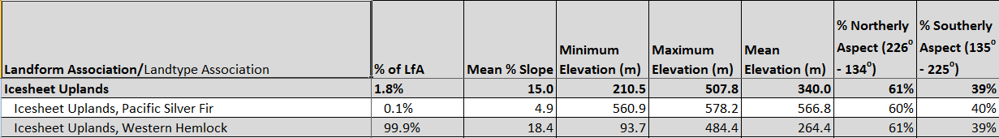 Landform Association/Landtype Association % of LfA Mean % Slope Minimum Elevation (m) Maximum Elevation (m) Mean Elevation (m) % Northerly Aspect (226° - 134°) % Southerly Aspect (135° - 225°)
Icesheet Uplands 1.8% 15.0 210.5 507.8 340.0 61% 39%
Icesheet Uplands, Pacific Silver Fir 0.1% 4.9 560.9 578.2 566.8 60% 40%
Icesheet Uplands, Western Hemlock 99.9% 18.4 93.7 484.4 264.4 61% 39%